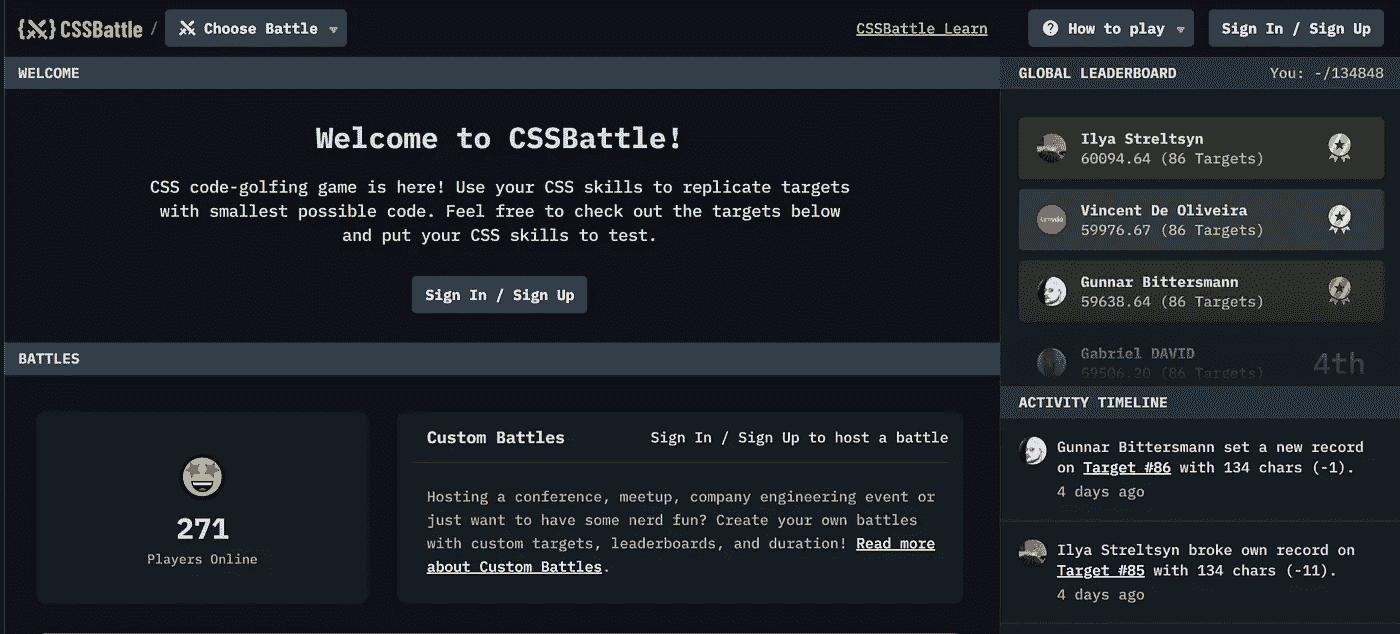 {X} CSSBattle / Choose Battle
CSSBattle Learn
How to play
Sign In / Sign Up
WELCOME
Welcome to CSSBattle!
CSS code-golfing game is here! Use your CSS skills to replicate targets
with smallest possible code. Feel free to check out the targets below
and put your CSS skills to test.
Sign In / Sign Up
BATTLES
271
Players Online
Custom Battles
Sign In / Sign Up to host a battle
Hosting a conference, meetup, company engineering event or
just want to have some nerd fun? Create your own battles
with custom targets, leaderboards, and duration! Read more
about Custom Battles.
GLOBAL LEADERBOARD
You: -/134848
Ilya Streltsyn
60094.64 (86 Targets)
Vincent De Oliveira
59976.67 (86 Targets)
Gunnar Bittersmann
59638.64 (86 Targets)
Gabriel DAVID
59506.20 (86 Targets)
4th
ACTIVITY TIMELINE
Gunnar Bittersmann set a new record
on Target #86 with 134 chars (-1).
4 days ago
Ilya Streltsyn broke own record on
Target #85 with 134 chars (-11).
4 days ago